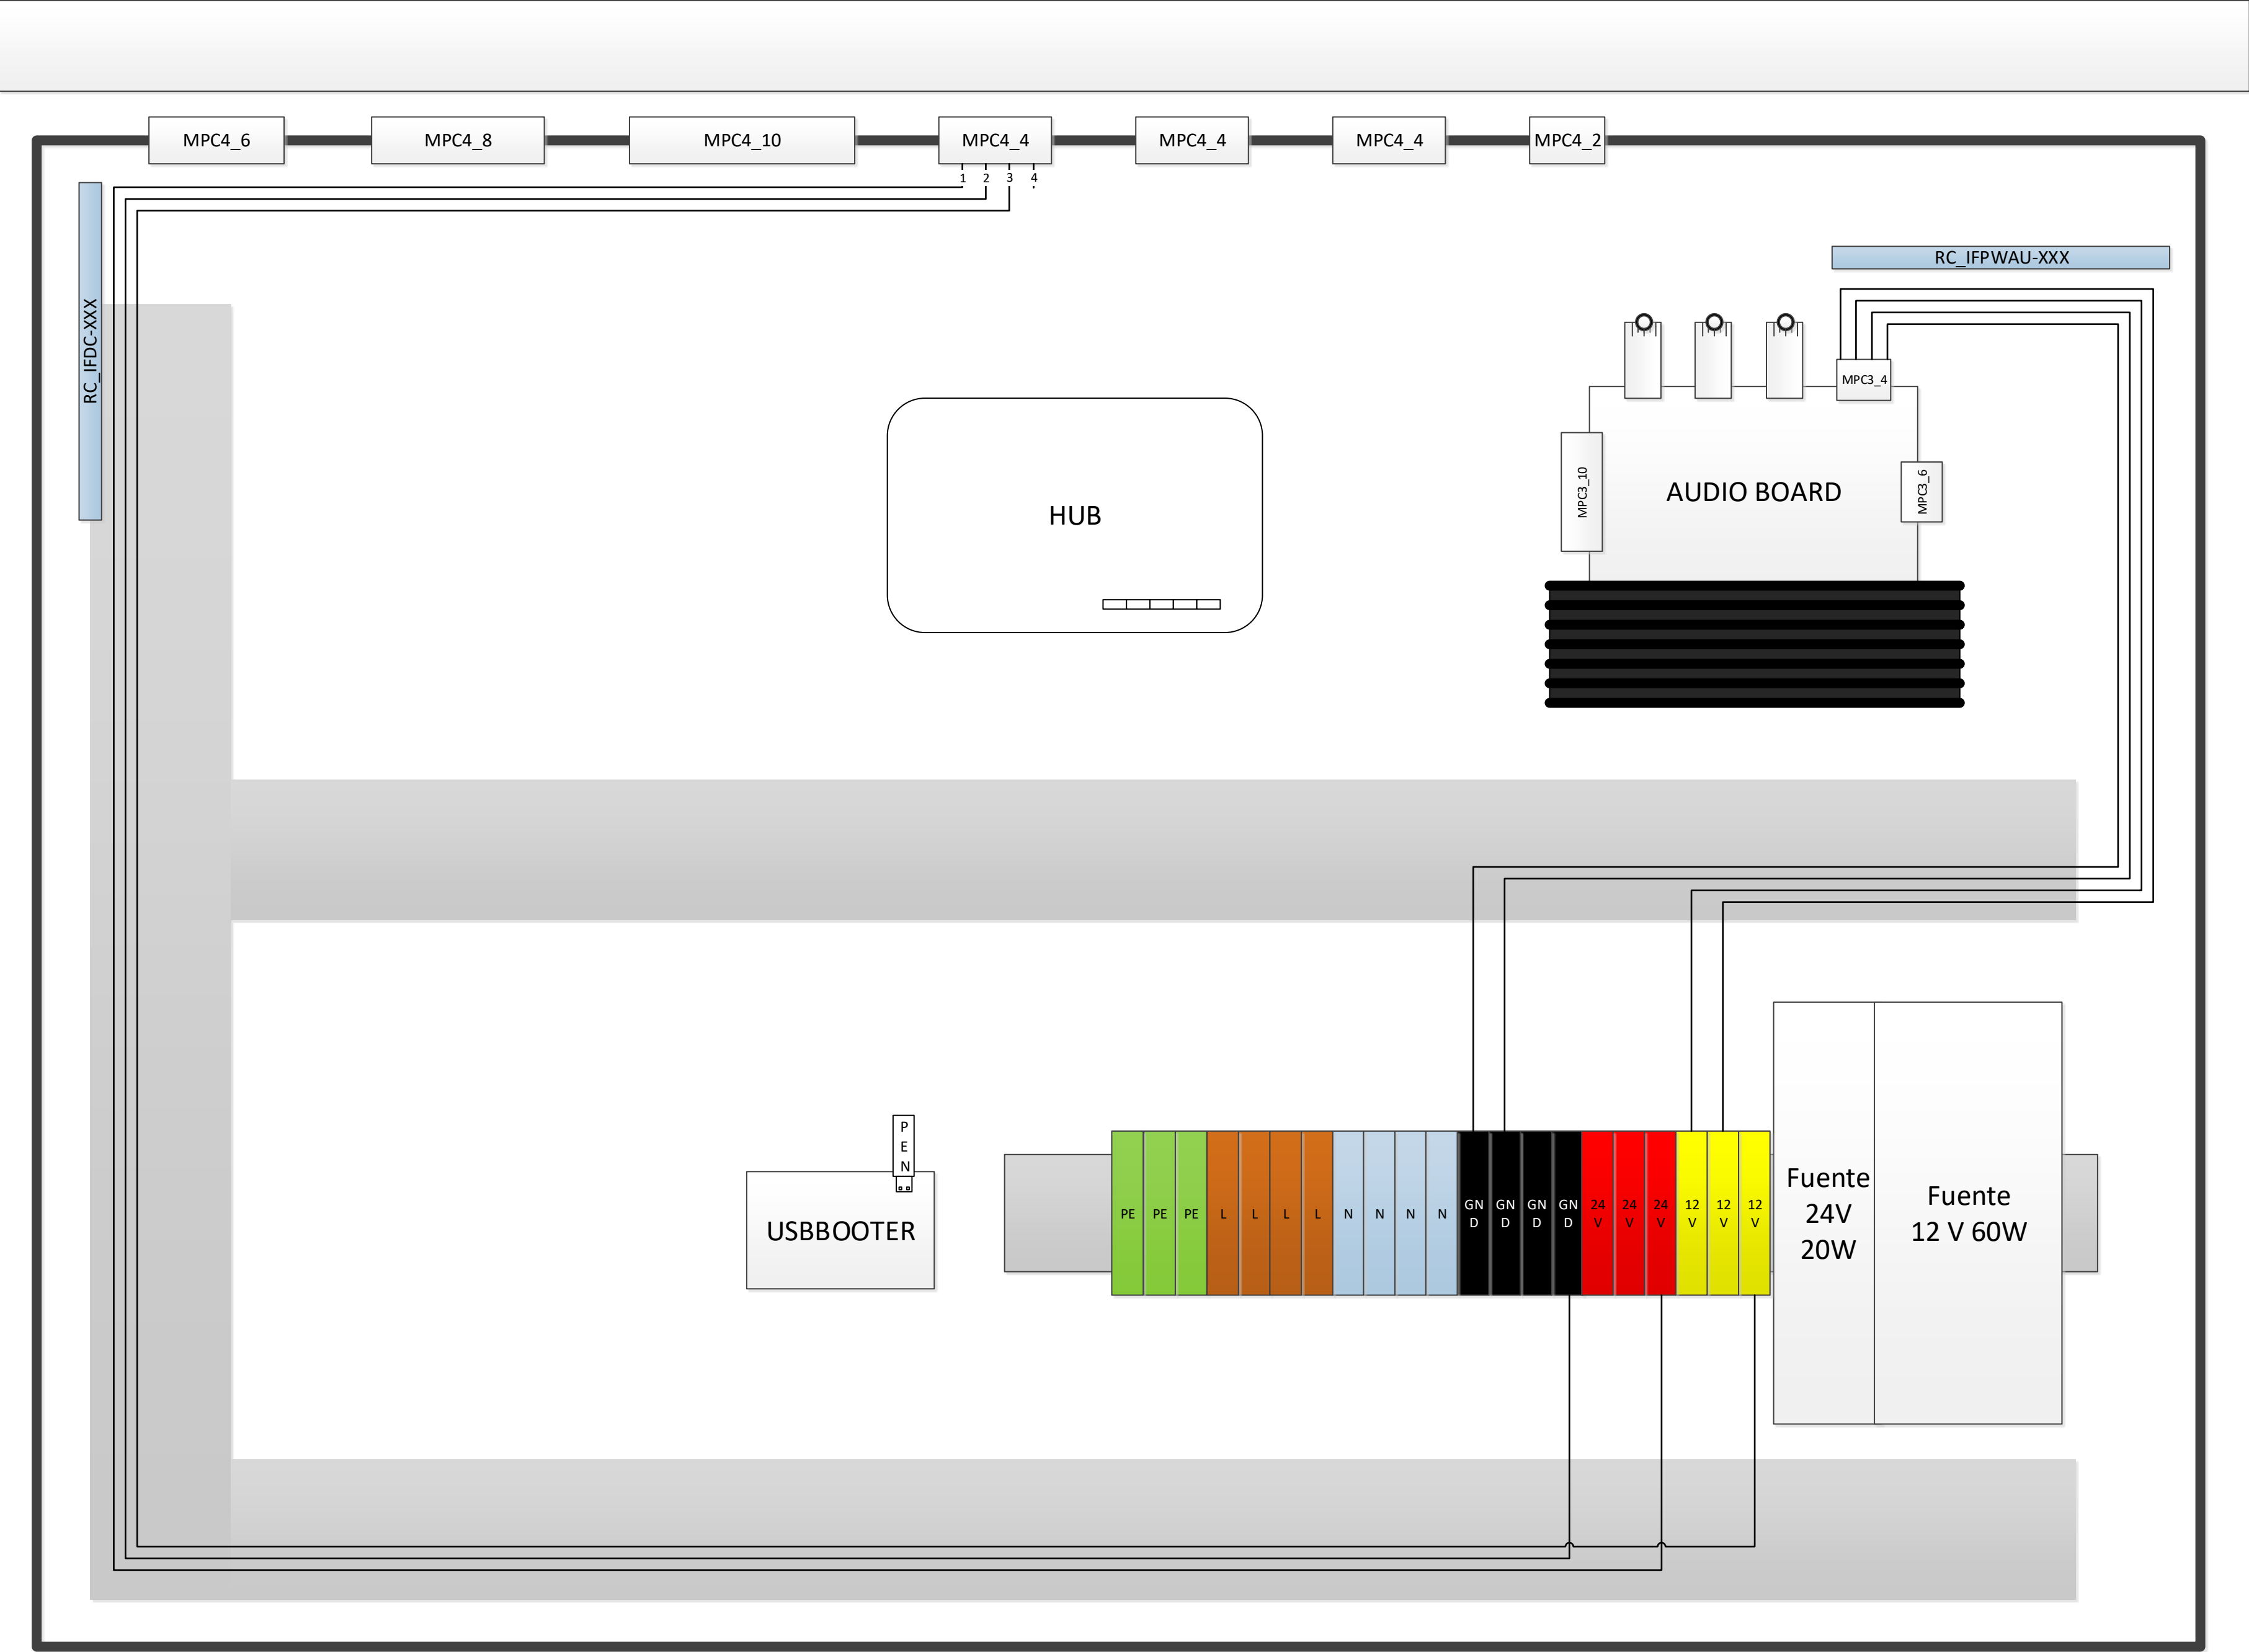 MPC4_6
MPC4_8
MPC4_10
MPC4_4
MPC4_4
MPC4_4
MPC4_2
1
2
3
4
RC_IFDC-XXX
RC_IFPWAU-XXX
MPC3_4
MPC3_10
AUDIO BOARD
MPC3_6
HUB
P
E
N
USBBOOTER
PE
PE
PE
L
L
L
L
N
N
N
N
GN
D
GN
D
GN
D
GN
D
24
V
24
V
24
V
12
V
12
V
12
V
Fuente
24V
20W
Fuente
12 V 60W